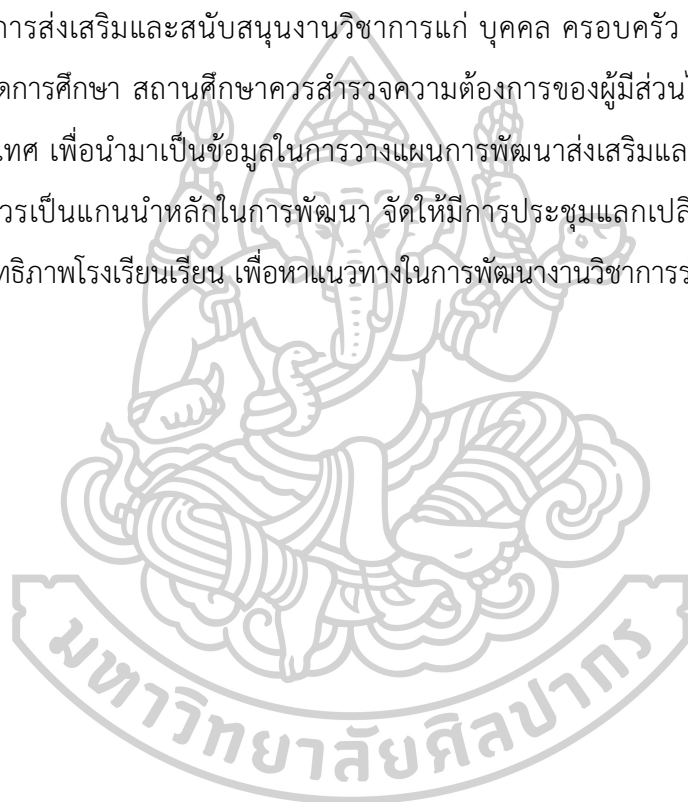 การส่งเสริมและสนับสนุนงานวิชาการแก่ บุคคล ครอบครัว
ดการศึกษา สถานศึกษาควรสำรวจความต้องการของผู้มีส่วน
เทศ เพื่อนำมาเป็นข้อมูลในการวางแผนการพัฒนาส่งเสริมและ
วรเป็นแกนนำหลักในการพัฒนา จัดให้มีการประชุมแลกเปลี
ทธิภาพโรงเรียนเรียน เพื่อหาแนวทางในการพัฒนางานวิชาการร
มหาวิทยาลัยศิลปากร